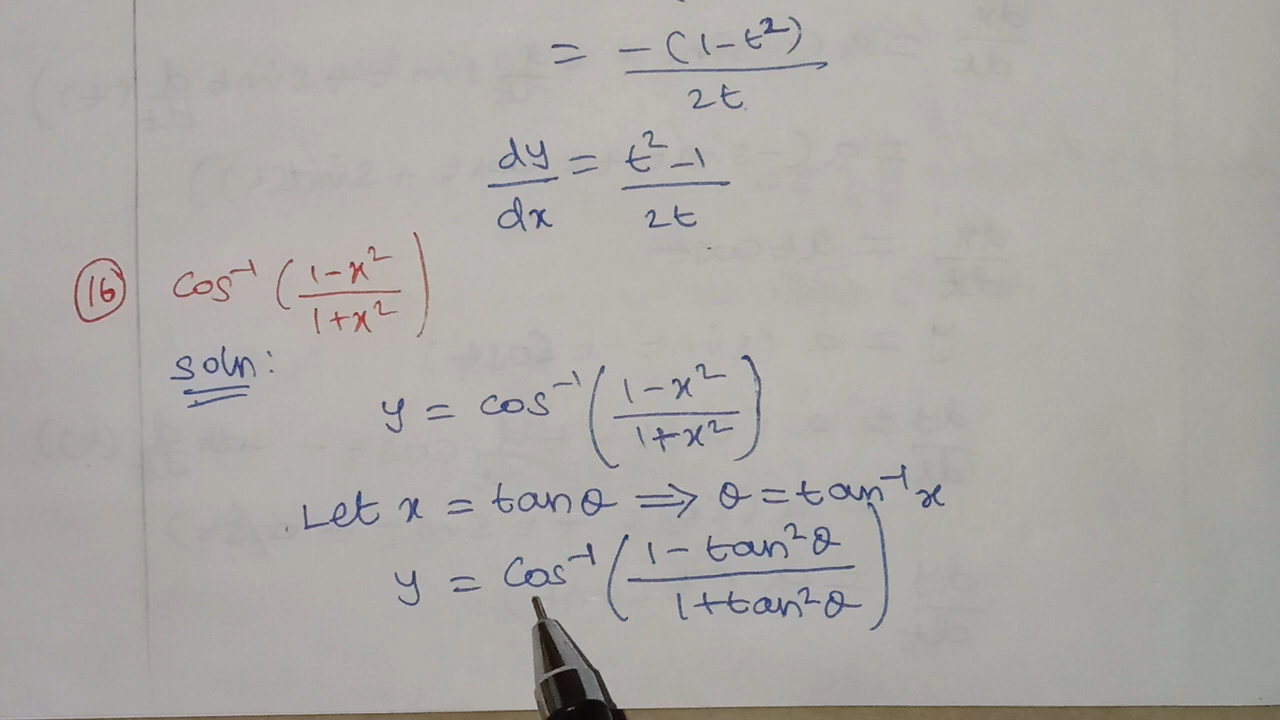 = -(1-t²)/2t
dy/dx = t²-1/2t
(16) cos⁻¹ (1-x²/1+x²)
Soln:
y = cos⁻¹ (1-x²/1+x²)
Let x = tanθ ⟹ θ = tan⁻¹x
y = Cos⁻¹ (1-tan²θ/1+tan²θ)